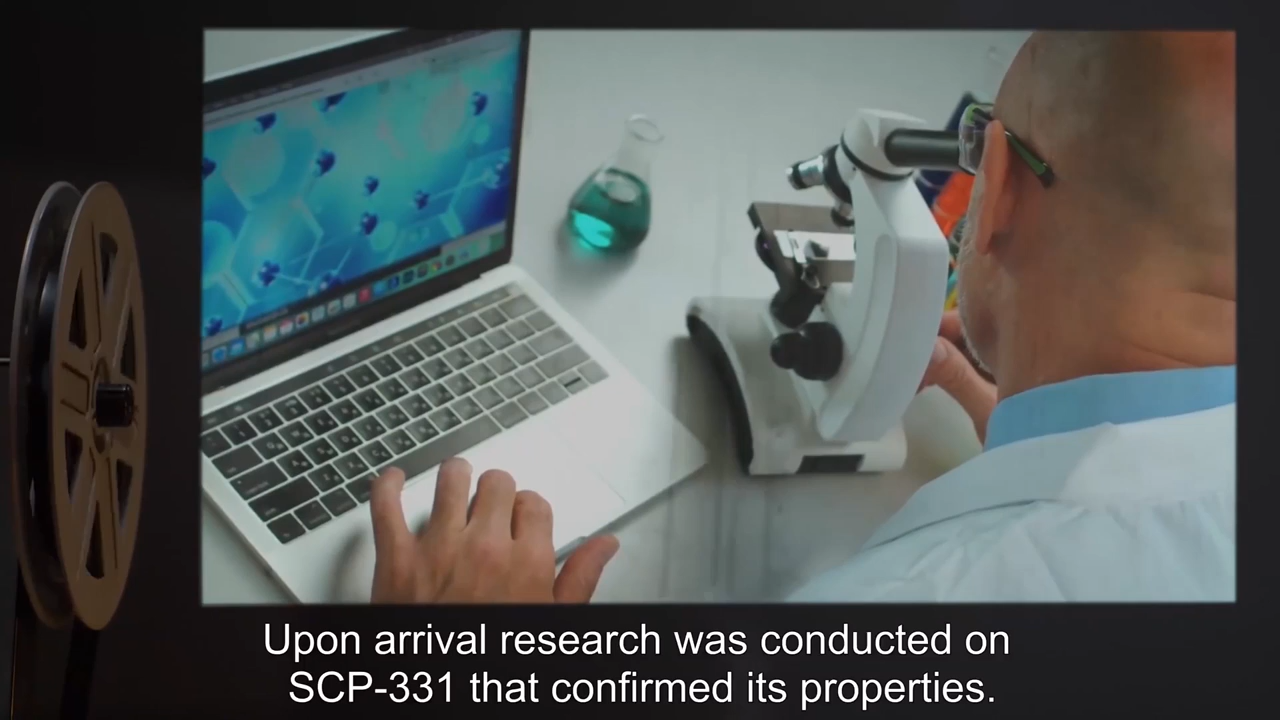 Upon arrival research was conducted on
SCP-331 that confirmed its properties.